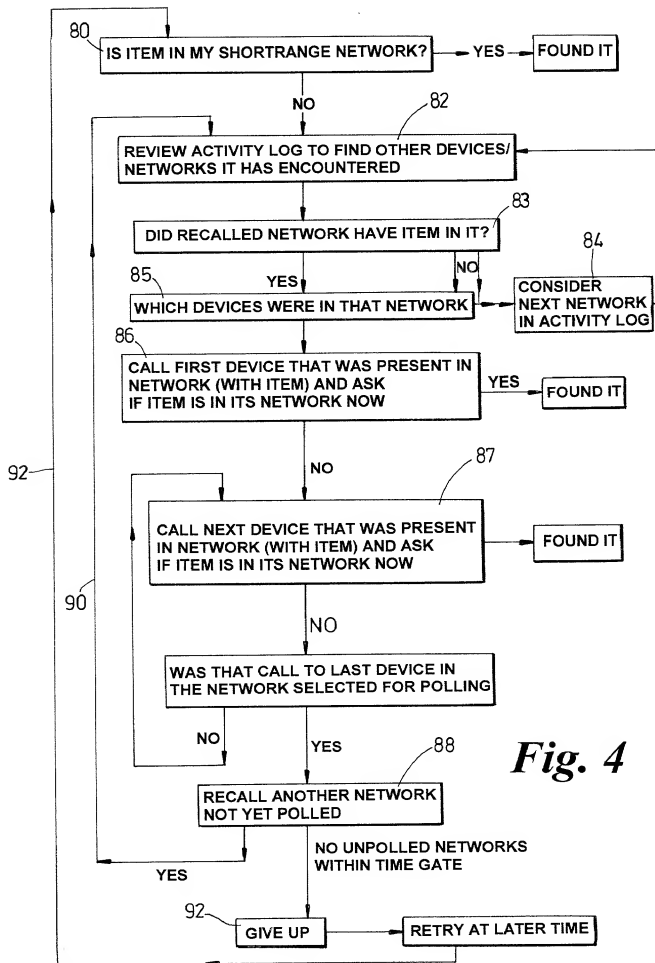 80
IS ITEM IN MY SHORTRANGE NETWORK?
YES
FOUND IT
NO
82
REVIEW ACTIVITY LOG TO FIND OTHER DEVICES/
NETWORKS IT HAS ENCOUNTERED
83
DID RECALLED NETWORK HAVE ITEM IN IT?
NO
YES
84
CONSIDER
NEXT NETWORK
IN ACTIVITY LOG
85
WHICH DEVICES WERE IN THAT NETWORK
86
CALL FIRST DEVICE THAT WAS PRESENT IN
NETWORK (WITH ITEM) AND ASK
IF ITEM IS IN ITS NETWORK NOW
YES
FOUND IT
NO
92
87
CALL NEXT DEVICE THAT WAS PRESENT
IN NETWORK (WITH ITEM) AND ASK
IF ITEM IS IN ITS NETWORK NOW
FOUND IT
90
NO
WAS THAT CALL TO LAST DEVICE IN
THE NETWORK SELECTED FOR POLLING
NO
YES
88
Fig. 4
RECALL ANOTHER NETWORK
NOT YET POLLED
YES
NO UNPOLLED NETWORKS
WITHIN TIME GATE
92
GIVE UP
RETRY AT LATER TIME